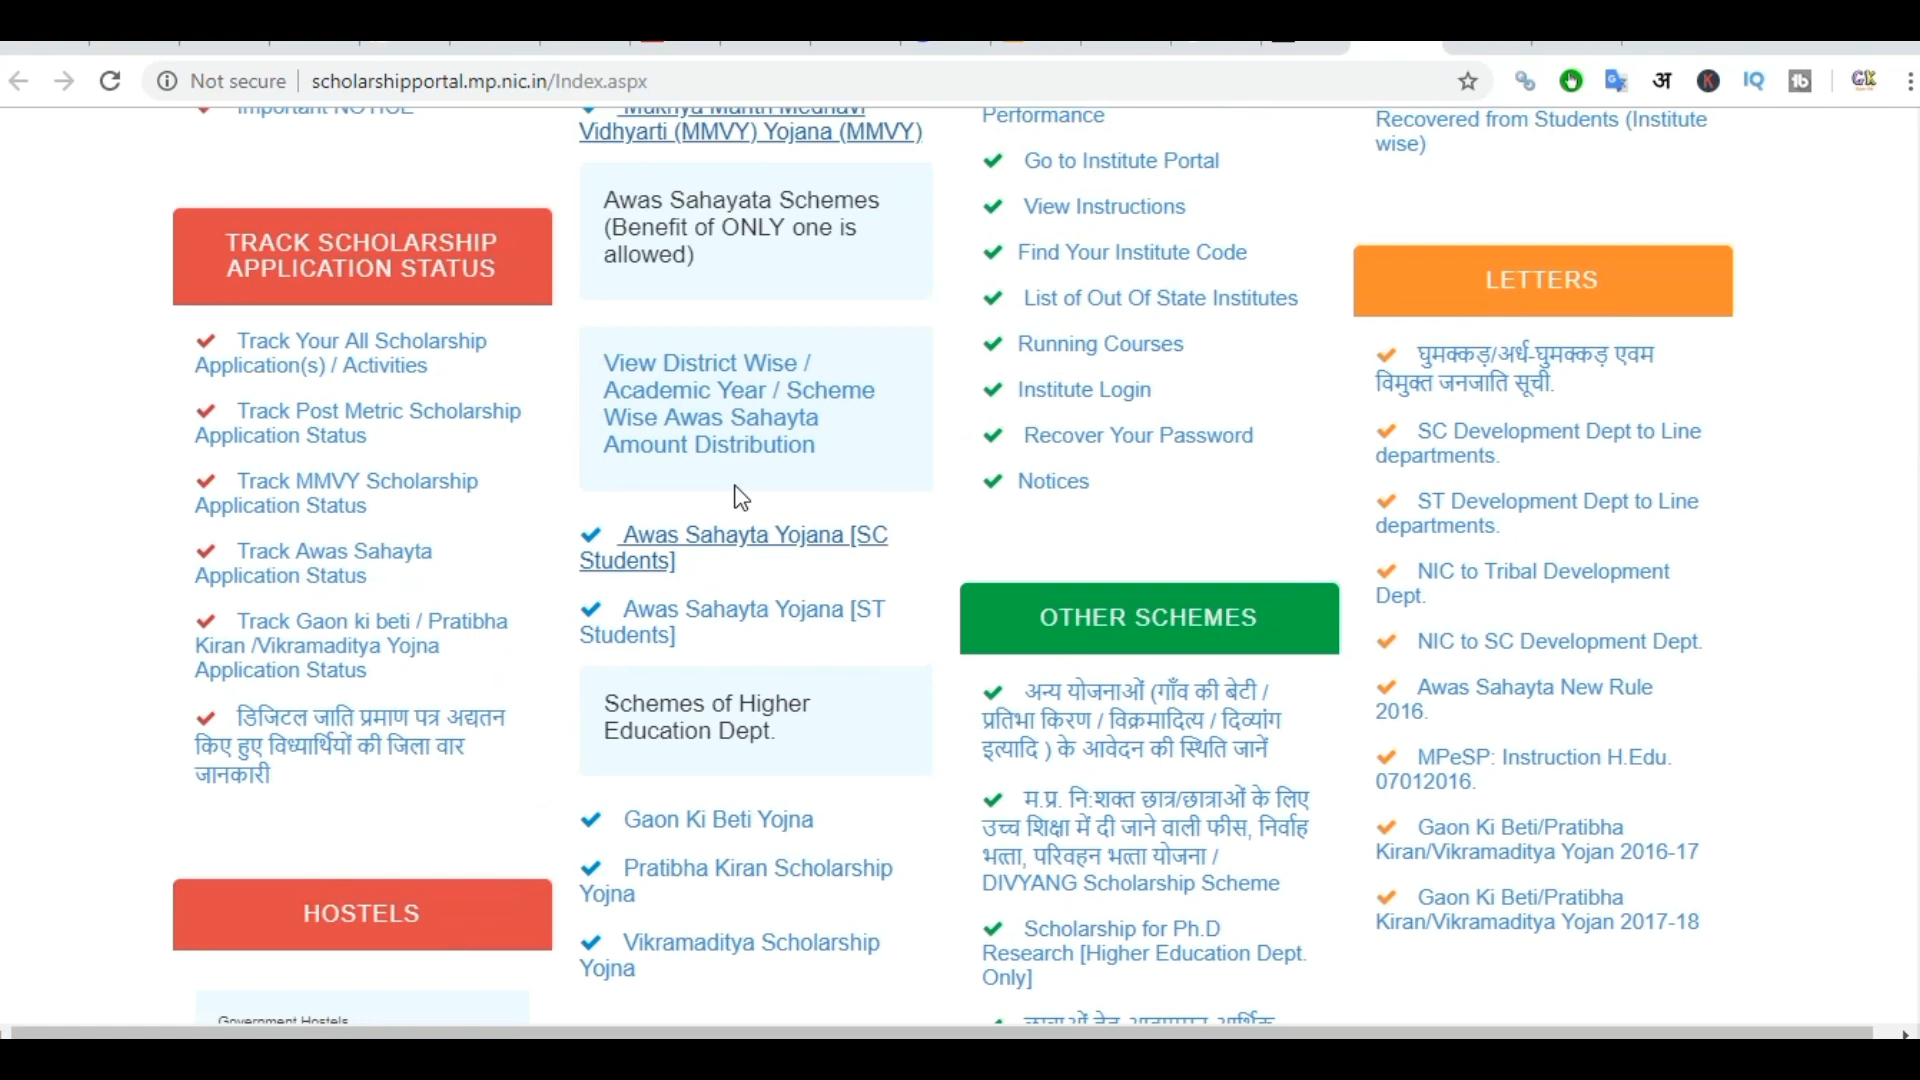 Not secure
scholarshipportal.mp.nic.in/Index.aspx
Important NOTICE
TRACK SCHOLARSHIP
APPLICATION STATUS
Track Your All Scholarship
Application(s) / Activities
Track Post Metric Scholarship
Application Status
Track MMVY Scholarship
Application Status
Track Awas Sahayta
Application Status
Track Gaon ki beti / Pratibha
Kiran /Vikramaditya Yojna
Application Status
डिजिटल जाति प्रमाण पत्र अद्यतन
किए हुए विध्यार्थियों की जिला वार
जानकारी
HOSTELS
Government Hostels
Mukhya Mantri Medhavi
Vidhyarti (MMVY) Yojana (MMVY)
Awas Sahayata Schemes
(Benefit of ONLY one is
allowed)
View District Wise /
Academic Year / Scheme
Wise Awas Sahayta
Amount Distribution
Awas Sahayta Yojana [SC
Students]
Awas Sahayta Yojana [ST
Students]
Schemes of Higher
Education Dept.
Gaon Ki Beti Yojna
Pratibha Kiran Scholarship
Yojna
Vikramaditya Scholarship
Yojna
Performance
Go to Institute Portal
View Instructions
Find Your Institute Code
List of Out Of State Institutes
Running Courses
Institute Login
Recover Your Password
Notices
OTHER SCHEMES
अन्य योजनाओं (गाँव की बेटी /
प्रतिभा किरण / विक्रमादित्य / दिव्यांग
इत्यादि ) के आवेदन की स्थिति जानें
म.प्र. नि:शक्त छात्र/छात्राओं के लिए
उच्च शिक्षा में दी जाने वाली फीस, निर्वाह
भत्ता, परिवहन भत्ता योजना /
DIVYANG Scholarship Scheme
Scholarship for Ph.D
Research [Higher Education Dept.
Only]
Recovered from Students (Institute
wise)
LETTERS
घुमक्कड़/अर्ध-घुमक्कड़ एवम
विमुक्त जनजाति सूची.
SC Development Dept to Line
departments.
ST Development Dept to Line
departments.
NIC to Tribal Development
Dept.
NIC to SC Development Dept.
Awas Sahayta New Rule
2016.
MPeSP: Instruction H.Edu.
07012016.
Gaon Ki Beti/Pratibha
Kiran/Vikramaditya Yojan 2016-17
Gaon Ki Beti/Pratibha
Kiran/Vikramaditya Yojan 2017-18